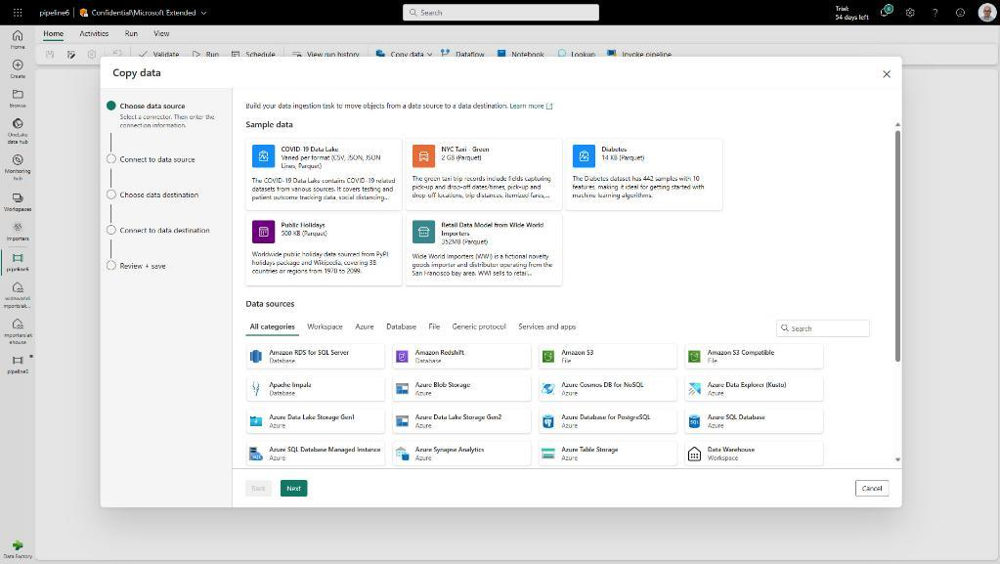 pipeline6
Confidential\Microsoft Extended
Search
Trial:
54 days left
8
Home
Activities
Run
View
Validate
Run
Schedule
View run history
Copy data
Dataflow
Notebook
Lookup
Invoke pipeline
Home
Create
Browse
OneLake
data hub
Monitoring
hub
Workspaces
Importers
pipeline6
wideworldi
mportslak...
importerslak
ehouse
pipeline5
Data Factory
Copy data
Choose data source
Select a connector. Then enter the
connection information.
Connect to data source
Choose data destination
Connect to data destination
Review + save
Build your data ingestion task to move objects from a data source to a data destination. Learn more
Sample data
COVID-19 Data Lake
Varied per format (CSV, JSON, JSON
Lines, Parquet)
The COVID-19 Data Lake contains COVID-19 related
datasets from various sources. It covers testing and
patient outcome tracking data, social distancing...
NYC Taxi - Green
2 GB (Parquet)
The green taxi trip records include fields capturing
pick-up and drop-off dates/times, pick-up and
drop-off locations, trip distances, itemized fares,...
Diabetes
14 KB (Parquet)
The Diabetes dataset has 442 samples with 10
features, making it ideal for getting started with
machine learning algorithms.
Public Holidays
500 KB (Parquet)
Worldwide public holiday data sourced from PyPI
holidays package and Wikipedia, covering 38
countries or regions from 1970 to 2099.
Retail Data Model from Wide World
Importers
352MB (Parquet)
Wide World Importers (WWI) is a fictional novelty
goods importer and distributor operating from the
San Francisco bay area. WWI sells to retail...
Data sources
All categories
Workspace
Azure
Database
File
Generic protocol
Services and apps
Search
Amazon RDS for SQL Server
Database
Amazon Redshift
Database
Amazon S3
File
Amazon S3 Compatible
File
Apache Impala
Database
Azure Blob Storage
Azure
Azure Cosmos DB for NoSQL
Azure
Azure Data Explorer (Kusto)
Azure
Azure Data Lake Storage Gen1
Azure
Azure Data Lake Storage Gen2
Azure
Azure Database for PostgreSQL
Azure
Azure SQL Database
Azure
Azure SQL Database Managed Instance
Azure
Azure Synapse Analytics
Azure
Azure Table Storage
Azure
Data Warehouse
Workspace
Back
Next
Cancel